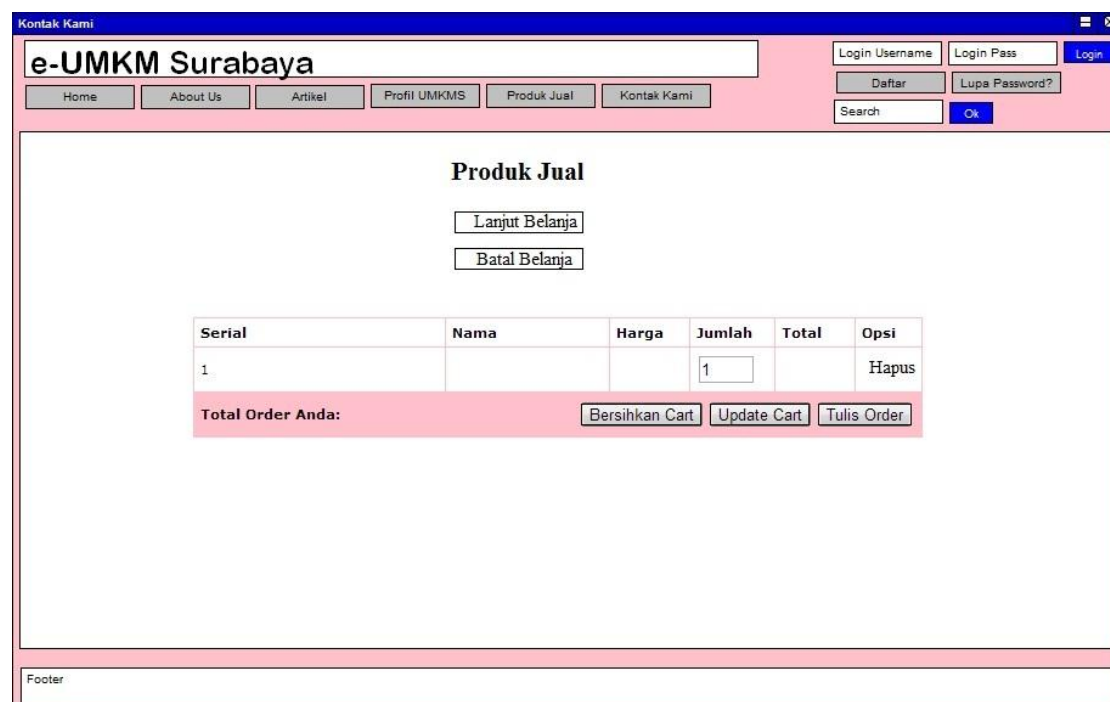 Kontak Kami
e-UMKM Surabaya
Login Username Login Pass Login
Daftar Lupa Password?
Home About Us Artikel Profil UMKMS Produk Jual Kontak Kami
Search Ok
Produk Jual
Lanjut Belanja
Batal Belanja
Serial Nama Harga Jumlah Total Opsi
1 1 Hapus
Total Order Anda: Bersihkan Cart Update Cart Tulis Order
Footer